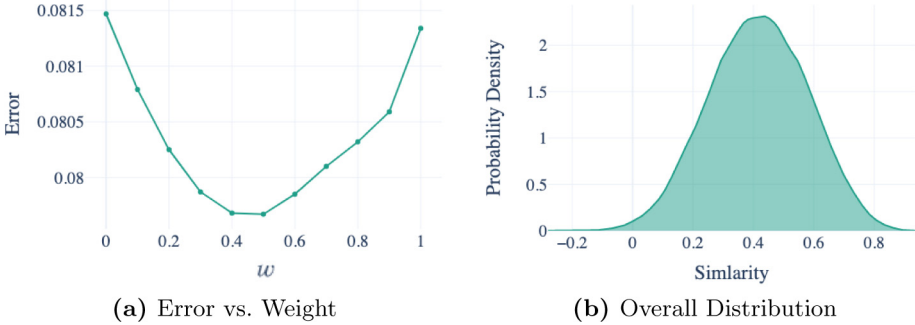 0.0815
0.081
0.0805
0.08
Error
0 0.2 0.4 0.6 0.8 1
w
(a) Error vs. Weight
2
1.5
1
0.5
0
Probability Density
−0.2 0 0.2 0.4 0.6 0.8
Simlarity
(b) Overall Distribution